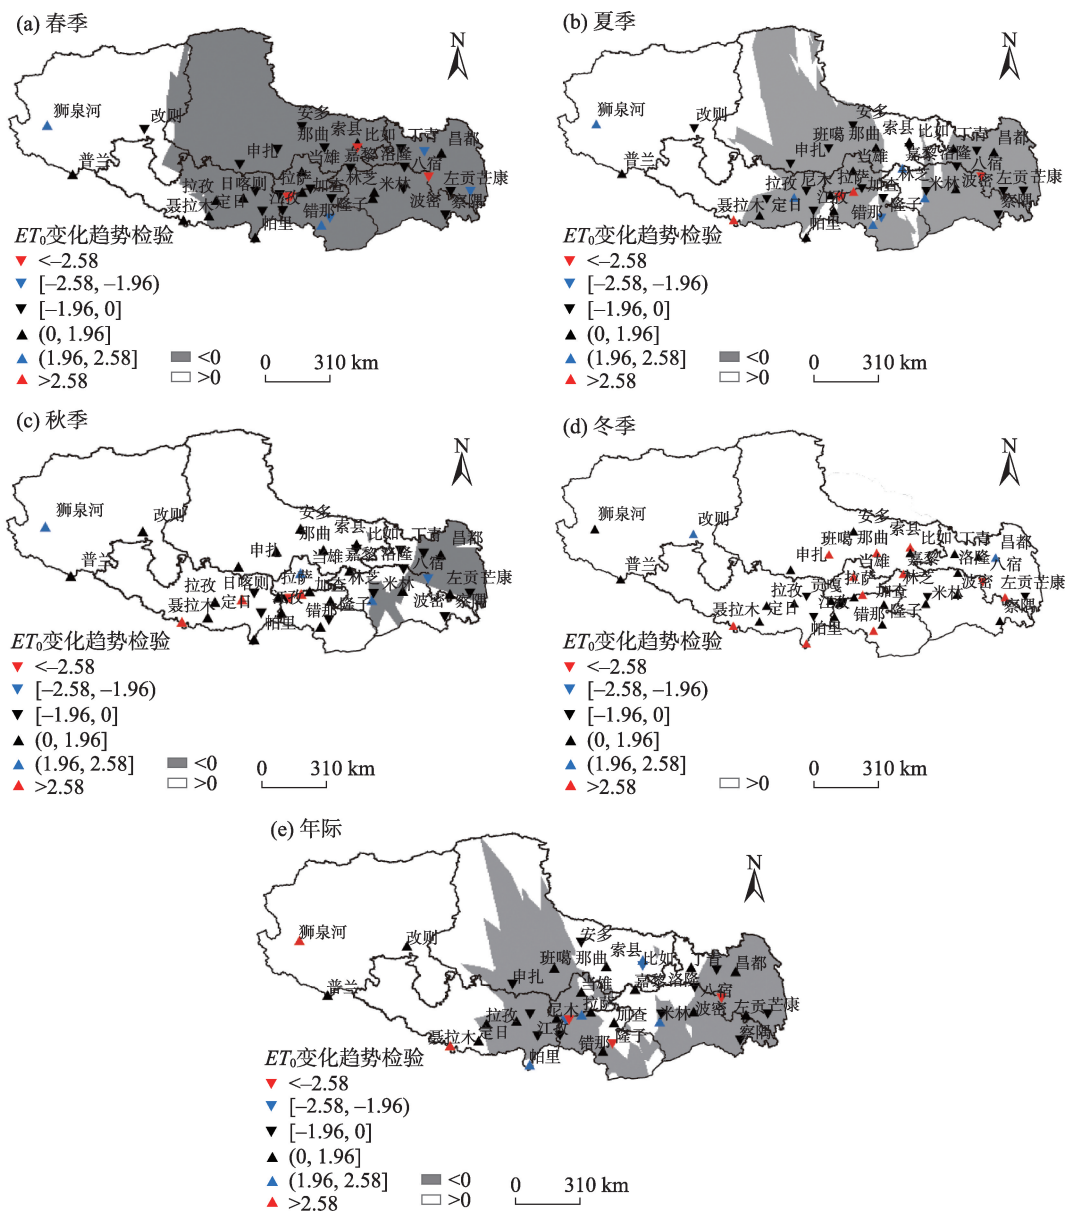 (a) 春季
N
狮泉河
改则
普兰
安多
那曲
索县
比如
丁青
昌都
申扎
当雄
嘉黎
洛隆
八宿
拉孜
日喀则
拉萨
加查
林芝
米林
左贡
芒康
聂拉木
定日
江孜
错那
隆子
波密
察隅
帕里
ET0变化趋势检验
<–2.58
[–2.58, –1.96)
[–1.96, 0]
(0, 1.96]
(1.96, 2.58]
>2.58
<0
>0
0 310 km
(b) 夏季
N
狮泉河
改则
普兰
安多
班噶
那曲
索县
比如
丁青
昌都
申扎
当雄
嘉黎
洛隆
八宿
拉孜
尼木
拉萨
加查
林芝
米林
波密
左贡
芒康
聂拉木
定日
江孜
错那
隆子
察隅
帕里
ET0变化趋势检验
<–2.58
[–2.58, –1.96)
[–1.96, 0]
(0, 1.96]
(1.96, 2.58]
>2.58
<0
>0
0 310 km
(c) 秋季
N
狮泉河
改则
普兰
安多
那曲
索县
比如
丁青
昌都
申扎
当雄
嘉黎
洛隆
八宿
拉孜
日喀则
拉萨
加查
林芝
米林
左贡
芒康
聂拉木
定日
错那
隆子
波密
察隅
帕里
ET0变化趋势检验
<–2.58
[–2.58, –1.96)
[–1.96, 0]
(0, 1.96]
(1.96, 2.58]
>2.58
<0
>0
0 310 km
(d) 冬季
N
狮泉河
改则
普兰
安多
班噶
那曲
索县
比如
丁青
昌都
申扎
嘉黎
洛隆
八宿
拉孜
拉萨
加查
林芝
米林
波密
左贡
芒康
聂拉木
定日
江孜
错那
隆子
察隅
帕里
ET0变化趋势检验
<–2.58
[–2.58, –1.96)
[–1.96, 0]
(0, 1.96]
(1.96, 2.58]
>2.58
>0
0 310 km
(e) 年际
N
狮泉河
改则
普兰
安多
班噶
那曲
索县
比如
青
昌都
申扎
当雄
嘉黎
洛隆
八宿
拉孜
尼木
拉萨
加查
米林
波密
左贡
芒康
聂拉木
定日
江孜
错那
隆子
察隅
帕里
ET0变化趋势检验
<–2.58
[–2.58, –1.96)
[–1.96, 0]
(0, 1.96]
(1.96, 2.58]
>2.58
<0
>0
0 310 km